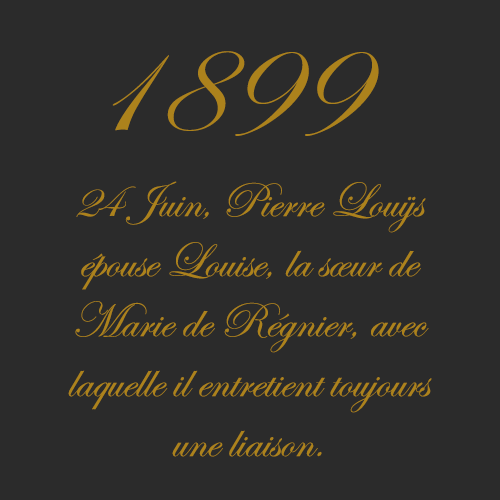 1899
24 Juin, Pierre Louÿs
épouse Louise, la sœur de
Marie de Régnier, avec
laquelle il entretient toujours
une liaison.